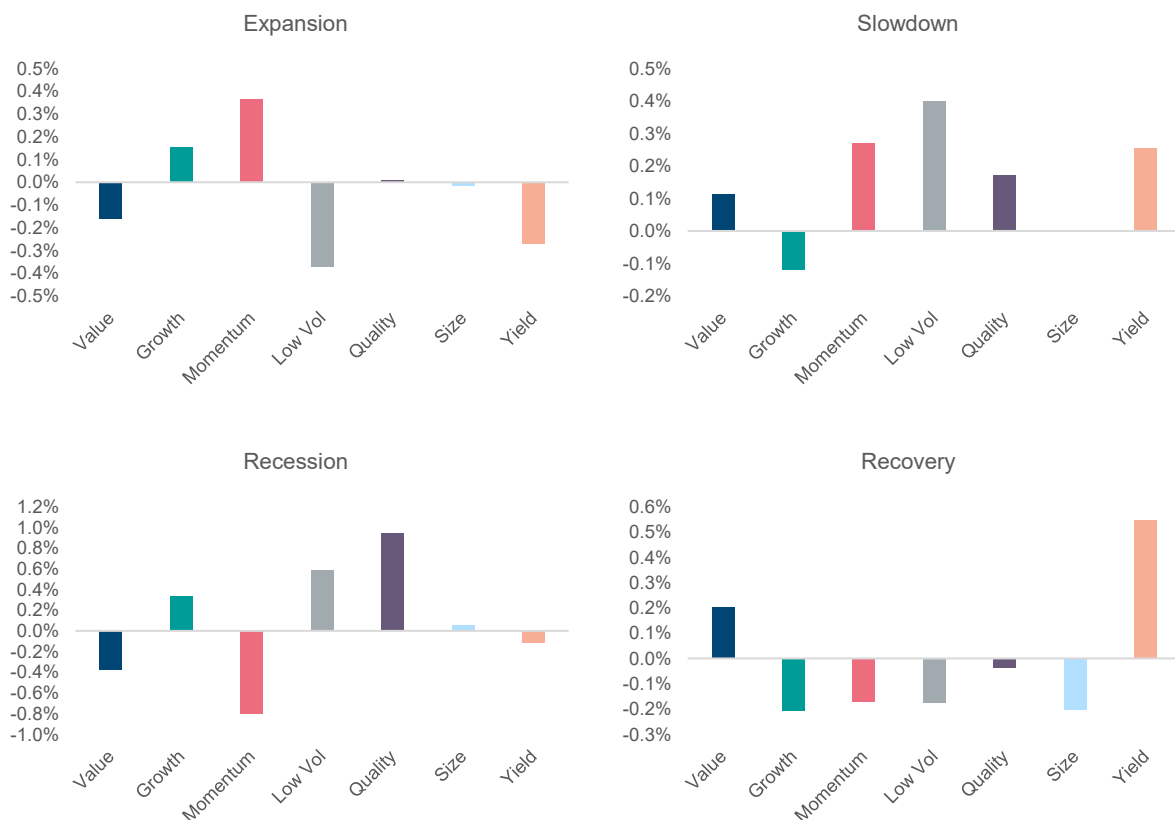 Expansion
0.5%
0.4%
0.3%
0.2%
0.1%
0.0%
-0.1%
-0.2%
-0.3%
-0.4%
-0.5%
Value
Growth
Momentum
Low Vol
Quality
Size
Yield
Slowdown
0.5%
0.4%
0.3%
0.2%
0.1%
0.0%
-0.1%
-0.2%
Value
Growth
Momentum
Low Vol
Quality
Size
Yield
Recession
1.2%
1.0%
0.8%
0.6%
0.4%
0.2%
0.0%
-0.2%
-0.4%
-0.6%
-0.8%
-1.0%
Value
Growth
Momentum
Low Vol
Quality
Size
Yield
Recovery
0.6%
0.5%
0.4%
0.3%
0.2%
0.1%
0.0%
-0.1%
-0.2%
-0.3%
Value
Growth
Momentum
Low Vol
Quality
Size
Yield